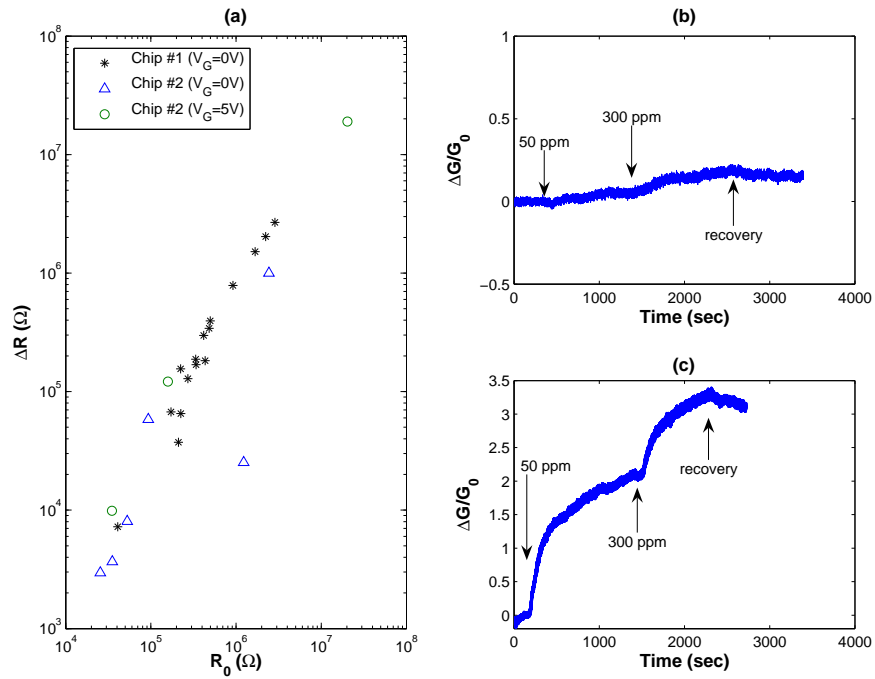 (a)
10^8
10^7
10^6
10^5
10^4
10^3
ΔR (Ω)
Chip #1 (V_G=0V)
Chip #2 (V_G=0V)
Chip #2 (V_G=5V)
10^4 10^5 10^6 10^7 10^8
R_0 (Ω)
(b)
1
0.5
0
−0.5
ΔG/G_0
50 ppm
300 ppm
recovery
0 1000 2000 3000 4000
Time (sec)
(c)
3.5
3
2.5
2
1.5
1
0.5
0
ΔG/G_0
50 ppm
300 ppm
recovery
0 1000 2000 3000 4000
Time (sec)